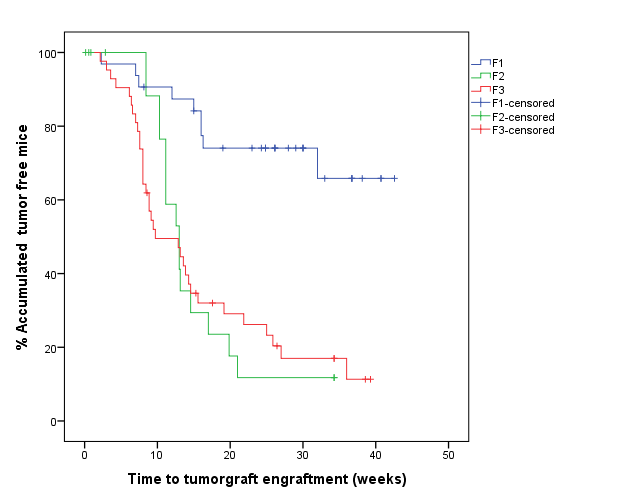 100
80
60
40
20
0
% Accumulated tumor free mice
0 10 20 30 40 50
Time to tumorgraft engraftment (weeks)
F1
F2
F3
F1-censored
F2-censored
F3-censored